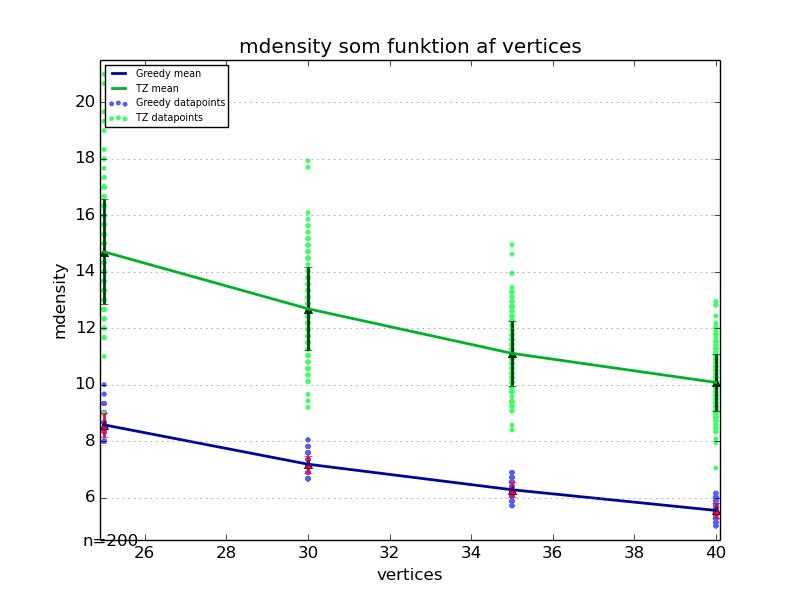 mdensity som funktion af vertices
Greedy mean
TZ mean
Greedy datapoints
TZ datapoints
20
18
16
14
12
10
8
6
mdensity
n=200
26 28 30 32 34 36 38 40
vertices